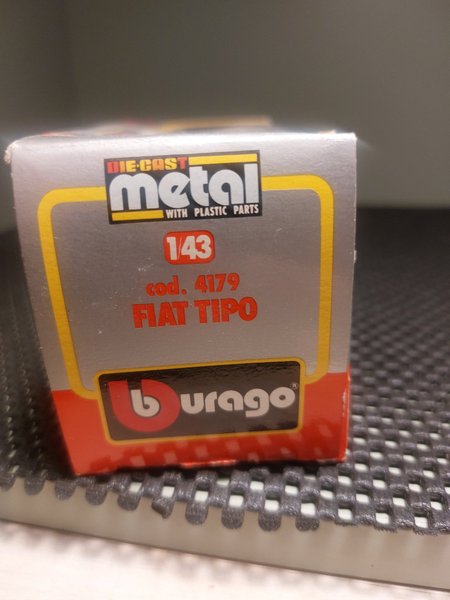 DIE-CAST
metal
WITH PLASTIC PARTS
1/43
cod. 4179
FIAT TIPO
burago®